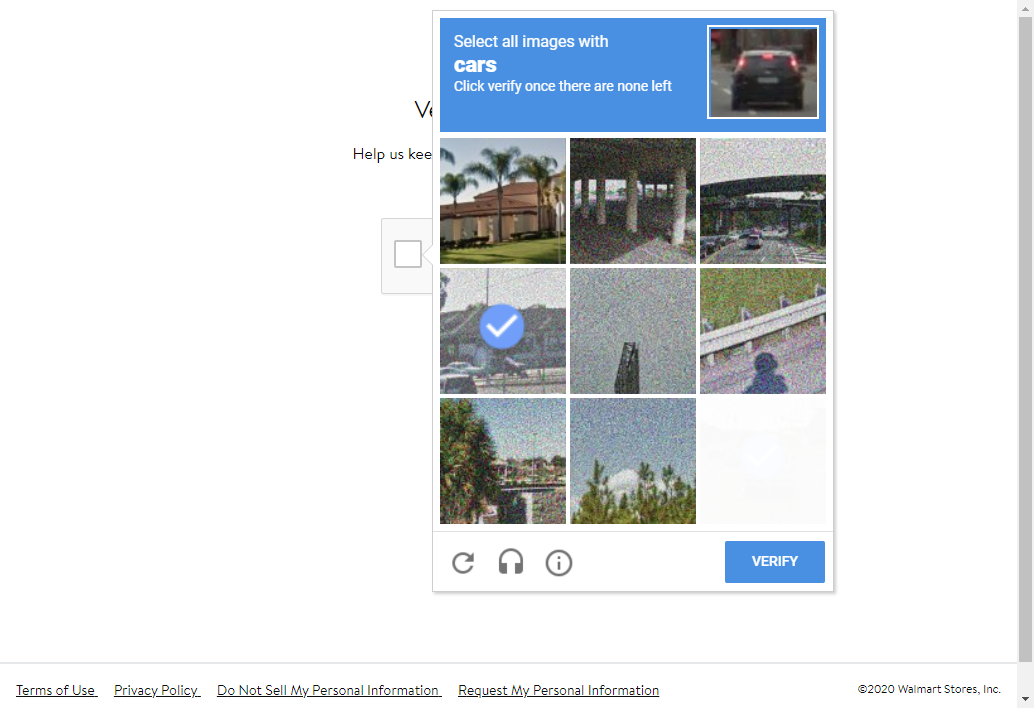 Select all images with
cars
Click verify once there are none left
Ve
Help us kee
VERIFY
Terms of Use
Privacy Policy
Do Not Sell My Personal Information
Request My Personal Information
©2020 Walmart Stores, Inc.